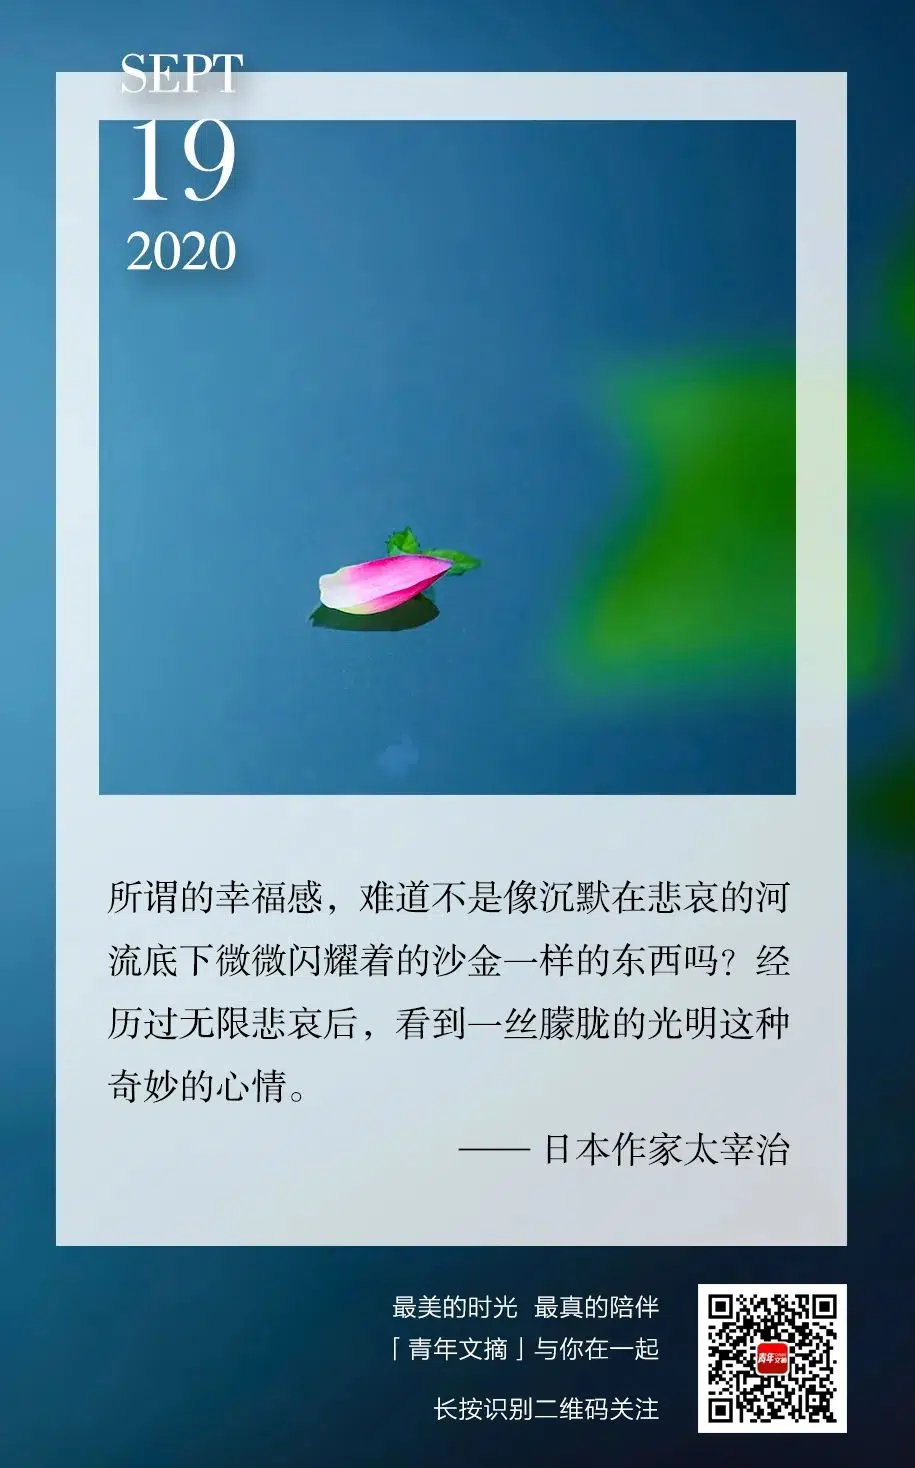 SEPT
19
2020
所谓的幸福感，难道不是像沉默在悲哀的河
流底下微微闪耀着的沙金一样的东西吗？经
历过无限悲哀后，看到一丝朦胧的光明这种
奇妙的心情。
—— 日本作家太宰治
最美的时光 最真的陪伴
「青年文摘」与你在一起
长按识别二维码关注
青年文摘